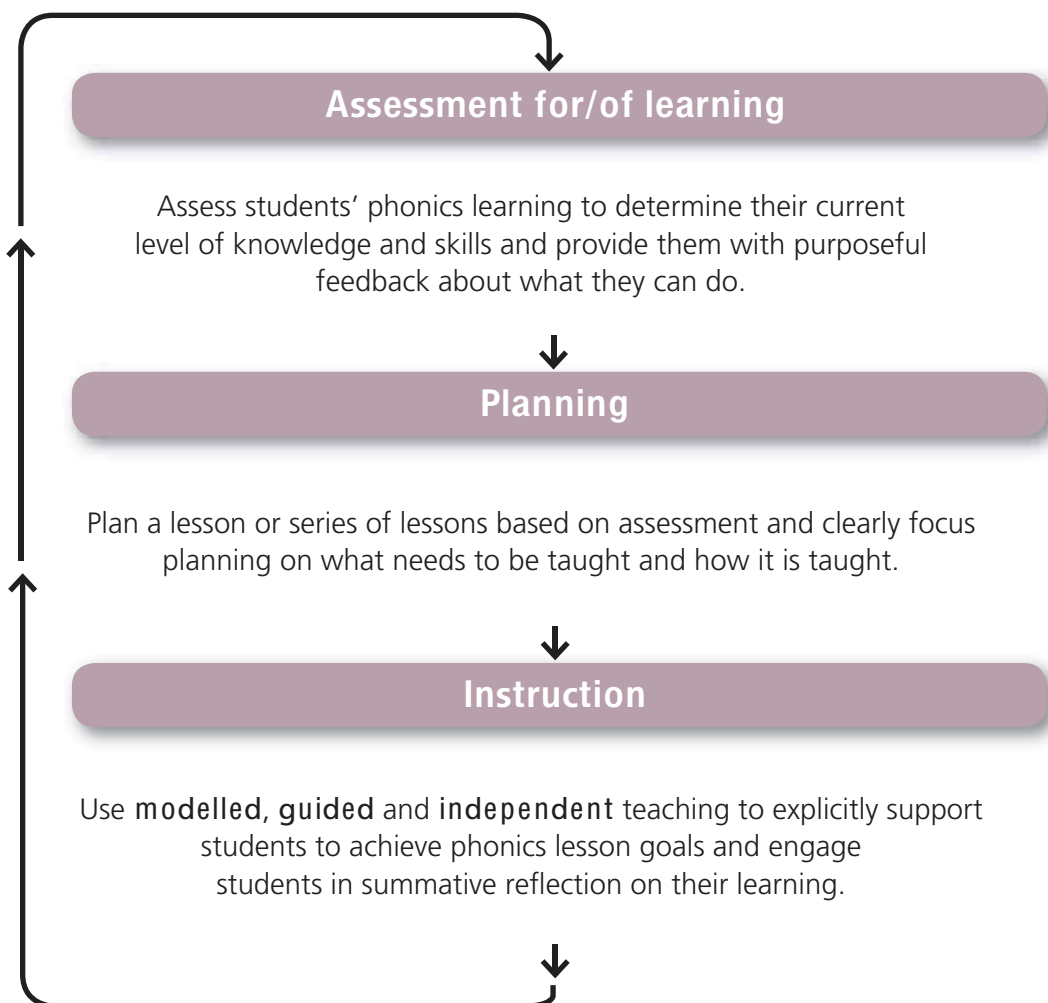 Assessment for/of learning
Assess students’ phonics learning to determine their current
level of knowledge and skills and provide them with purposeful
feedback about what they can do.
Planning
Plan a lesson or series of lessons based on assessment and clearly focus
planning on what needs to be taught and how it is taught.
Instruction
Use modelled, guided and independent teaching to explicitly support
students to achieve phonics lesson goals and engage
students in summative reflection on their learning.